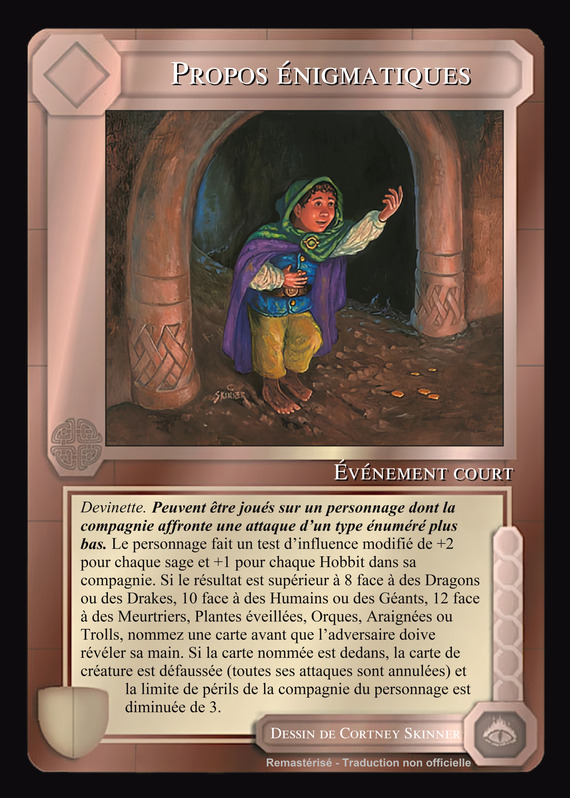 Propos énigmatiques
Skinner
Événement court
Devinette. Peuvent être joués sur un personnage dont la
compagnie affronte une attaque d'un type énuméré plus
bas. Le personnage fait un test d'influence modifié de +2
pour chaque sage et +1 pour chaque Hobbit dans sa
compagnie. Si le résultat est supérieur à 8 face à des Dragons
ou des Drakes, 10 face à des Humains ou des Géants, 12 face
à des Meurtriers, Plantes éveillées, Orques, Araignées ou
Trolls, nommez une carte avant que l'adversaire doive
révéler sa main. Si la carte nommée est dedans, la carte de
créature est défaussée (toutes ses attaques sont annulées) et
la limite de périls de la compagnie du personnage est
diminuée de 3.
Dessin de Cortney Skinner
Remastérisé - Traduction non officielle